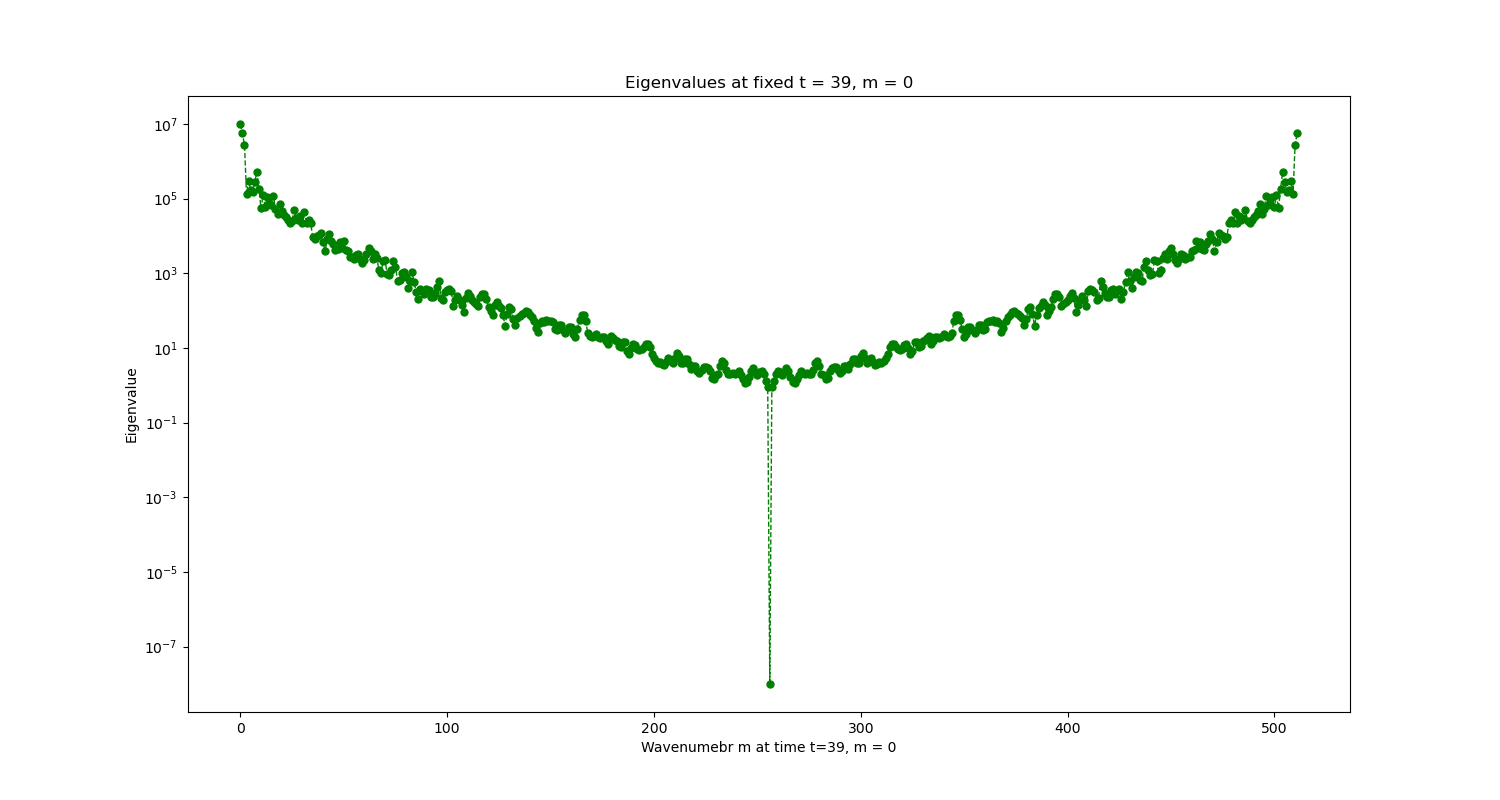 Eigenvalues at fixed t = 39, m = 0
10^7
10^5
10^3
10^1
10^-1
10^-3
10^-5
10^-7
Eigenvalue
0 100 200 300 400 500
Wavenumebr m at time t=39, m = 0